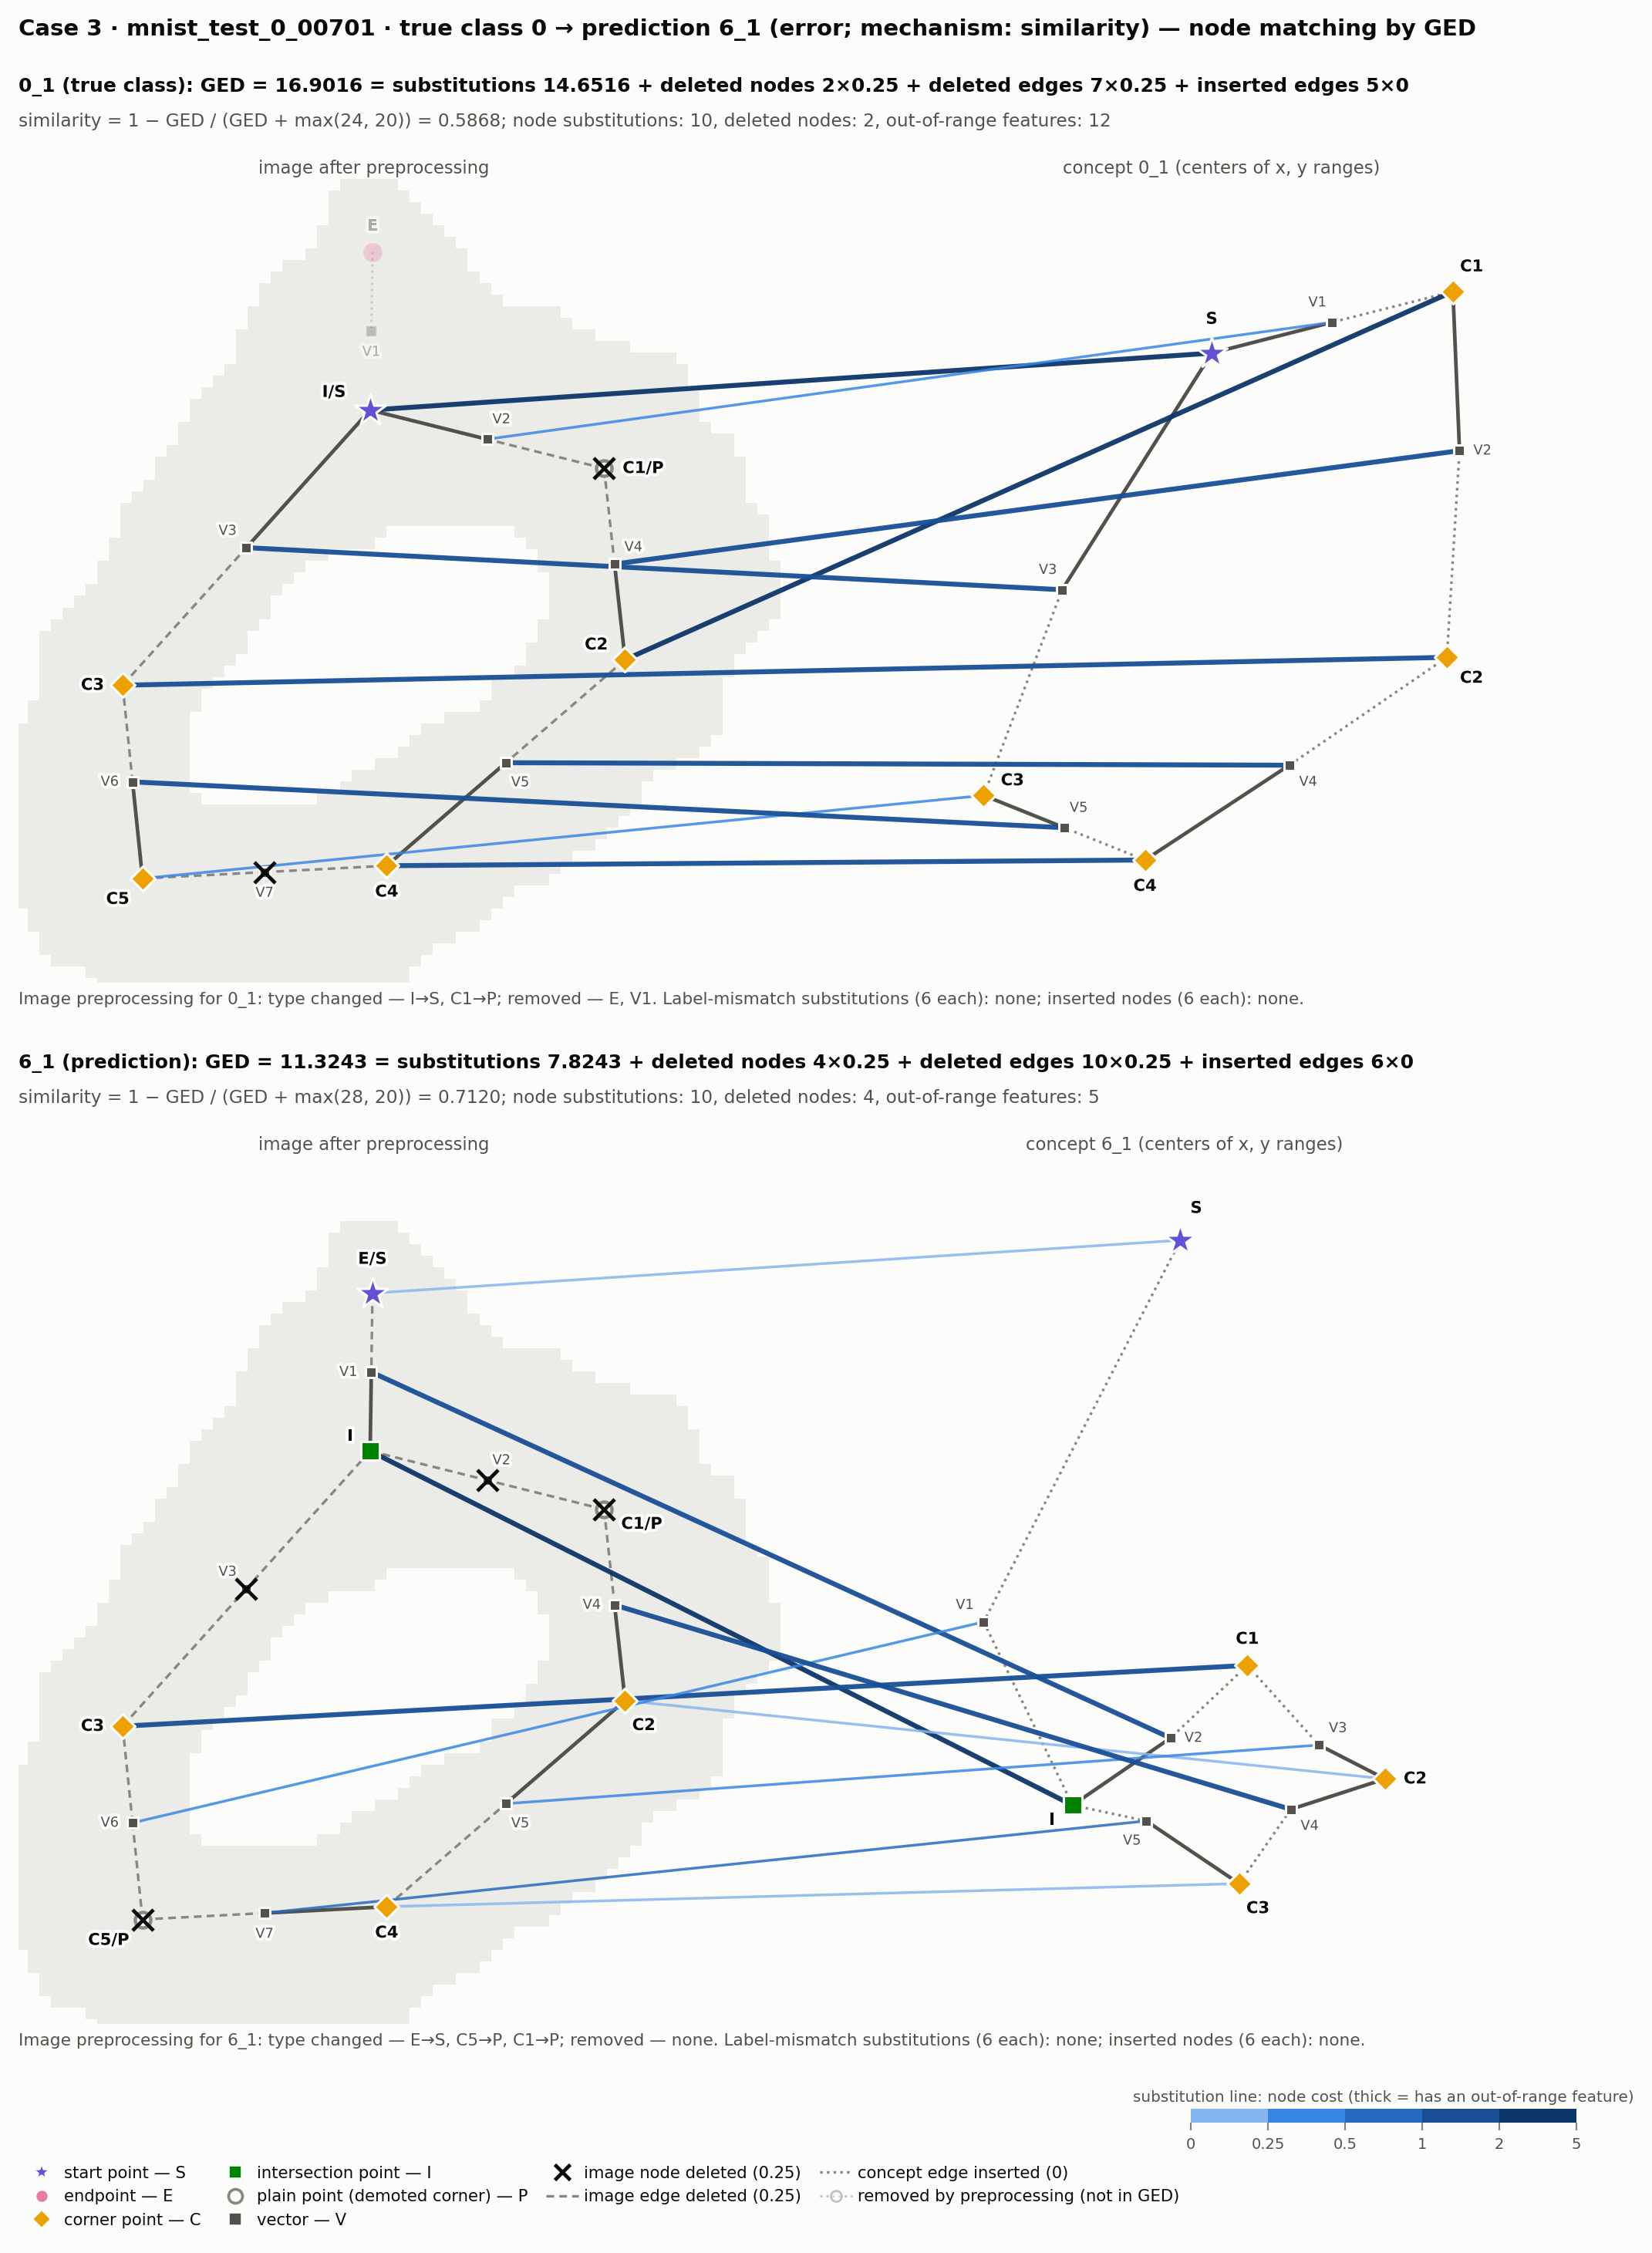 Case 3 · mnist_test_0_00701 · true class 0 → prediction 6_1 (error; mechanism: similarity) — node matching by GED
0_1 (true class): GED = 16.9016 = substitutions 14.6516 + deleted nodes 2×0.25 + deleted edges 7×0.25 + inserted edges 5×0
similarity = 1 − GED / (GED + max(24, 20)) = 0.5868; node substitutions: 10, deleted nodes: 2, out-of-range features: 12
image after preprocessing
concept 0_1 (centers of x, y ranges)
E
C1
V1
S
V1
I/S
V2
C1/P
V2
V3
V4
V3
C2
C3
C2
V6
V5
C3
V4
V5
C5
V7
C4
C4
Image preprocessing for 0_1: type changed — I→S, C1→P; removed — E, V1. Label-mismatch substitutions (6 each): none; inserted nodes (6 each): none.
6_1 (prediction): GED = 11.3243 = substitutions 7.8243 + deleted nodes 4×0.25 + deleted edges 10×0.25 + inserted edges 6×0
similarity = 1 − GED / (GED + max(28, 20)) = 0.7120; node substitutions: 10, deleted nodes: 4, out-of-range features: 5
image after preprocessing
concept 6_1 (centers of x, y ranges)
S
E/S
V1
I
V2
C1/P
V3
V4
V1
C1
C3
C2
V3
V2
C2
V6
V5
I
V4
V5
C5/P
V7
C4
C3
Image preprocessing for 6_1: type changed — E→S, C5→P, C1→P; removed — none. Label-mismatch substitutions (6 each): none; inserted nodes (6 each): none.
substitution line: node cost (thick = has an out-of-range feature)
0 0.25 0.5 1 2 5
start point — S
endpoint — E
corner point — C
intersection point — I
plain point (demoted corner) — P
vector — V
image node deleted (0.25)
image edge deleted (0.25)
concept edge inserted (0)
removed by preprocessing (not in GED)